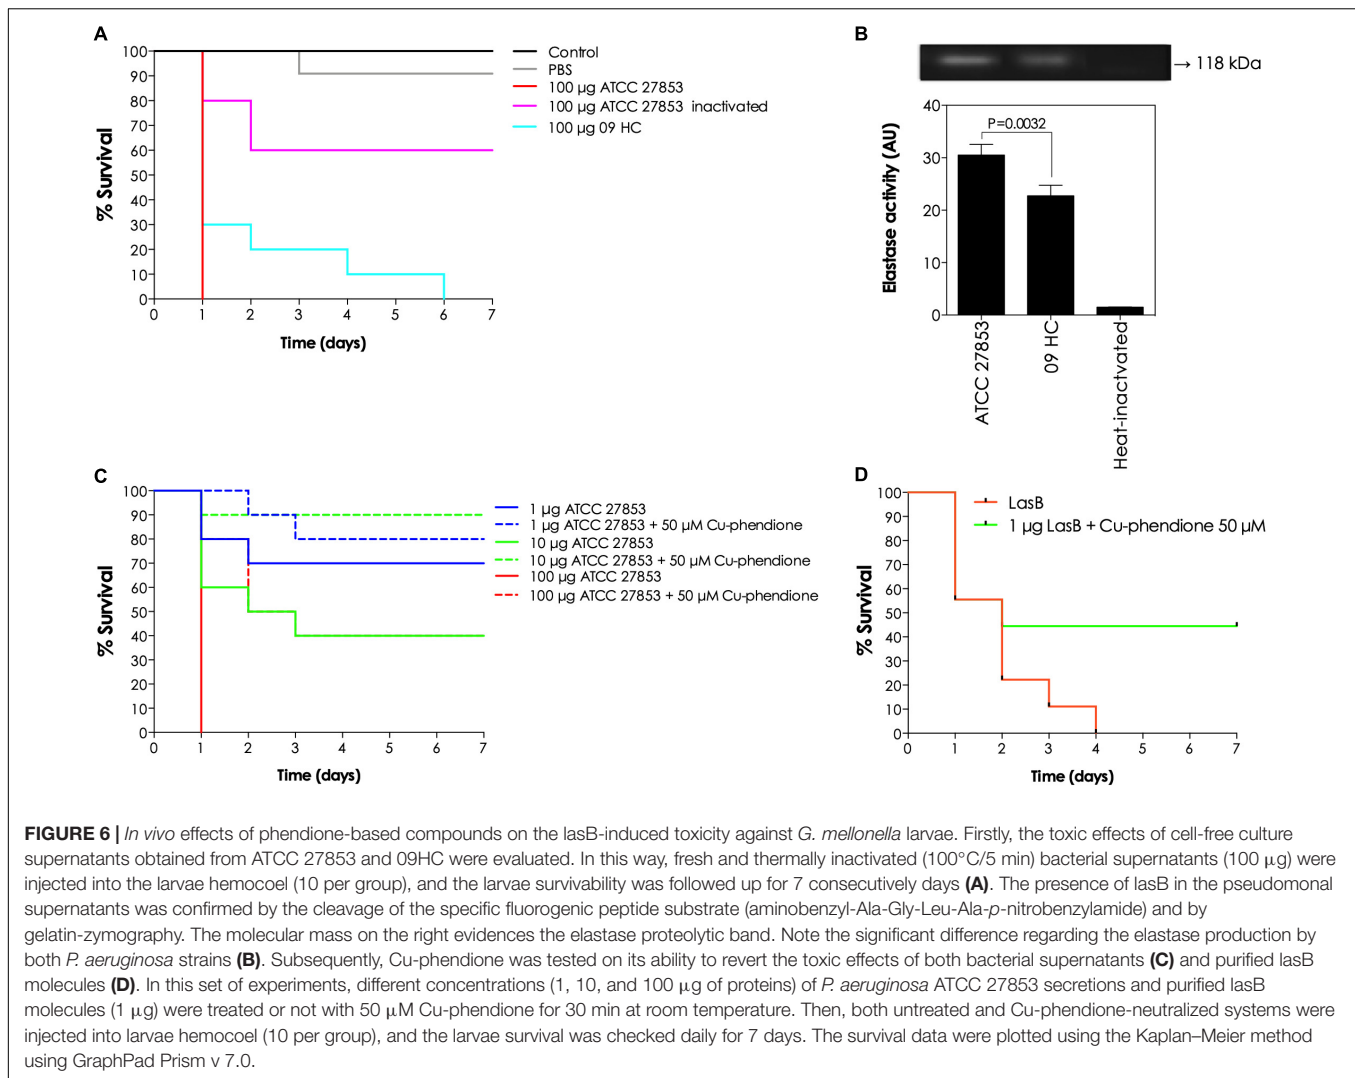 A
100
90
80
70
60
50
40
30
20
10
0
% Survival
0 1 2 3 4 5 6 7
Time (days)
Control
PBS
100 µg ATCC 27853
100 µg ATCC 27853 inactivated
100 µg 09 HC
B
→ 118 kDa
40
30
20
10
0
Elastase activity (AU)
P=0.0032
ATCC 27853
09 HC
Heat-inactvated
C
100
90
80
70
60
50
40
30
20
10
0
% Survival
0 1 2 3 4 5 6 7
Time (days)
1 µg ATCC 27853
1 µg ATCC 27853 + 50 µM Cu-phendione
10 µg ATCC 27853
10 µg ATCC 27853 + 50 µM Cu-phendione
100 µg ATCC 27853
100 µg ATCC 27853 + 50 µM Cu-phendione
D
100
90
80
70
60
50
40
30
20
10
0
% Survival
0 1 2 3 4 5 6 7
Time (days)
LasB
1 µg LasB + Cu-phendione 50 µM
FIGURE 6 | In vivo effects of phendione-based compounds on the lasB-induced toxicity against G. mellonella larvae. Firstly, the toxic effects of cell-free culture
supernatants obtained from ATCC 27853 and 09HC were evaluated. In this way, fresh and thermally inactivated (100°C/5 min) bacterial supernatants (100 µg) were
injected into the larvae hemocoel (10 per group), and the larvae survivability was followed up for 7 consecutively days (A). The presence of lasB in the pseudomonal
supernatants was confirmed by the cleavage of the specific fluorogenic peptide substrate (aminobenzyl-Ala-Gly-Leu-Ala-p-nitrobenzylamide) and by
gelatin-zymography. The molecular mass on the right evidences the elastase proteolytic band. Note the significant difference regarding the elastase production by
both P. aeruginosa strains (B). Subsequently, Cu-phendione was tested on its ability to revert the toxic effects of both bacterial supernatants (C) and purified lasB
molecules (D). In this set of experiments, different concentrations (1, 10, and 100 µg of proteins) of P. aeruginosa ATCC 27853 secretions and purified lasB
molecules (1 µg) were treated or not with 50 µM Cu-phendione for 30 min at room temperature. Then, both untreated and Cu-phendione-neutralized systems were
injected into larvae hemocoel (10 per group), and the larvae survival was checked daily for 7 days. The survival data were plotted using the Kaplan–Meier method
using GraphPad Prism v 7.0.